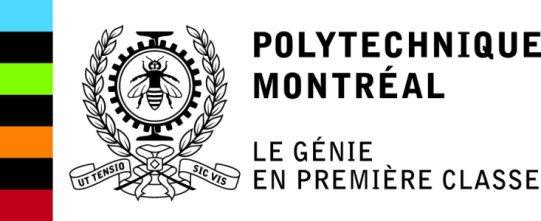 POLYTECHNIQUE
MONTRÉAL
LE GÉNIE
EN PREMIÈRE CLASSE
UT TENSIO SIC VIS